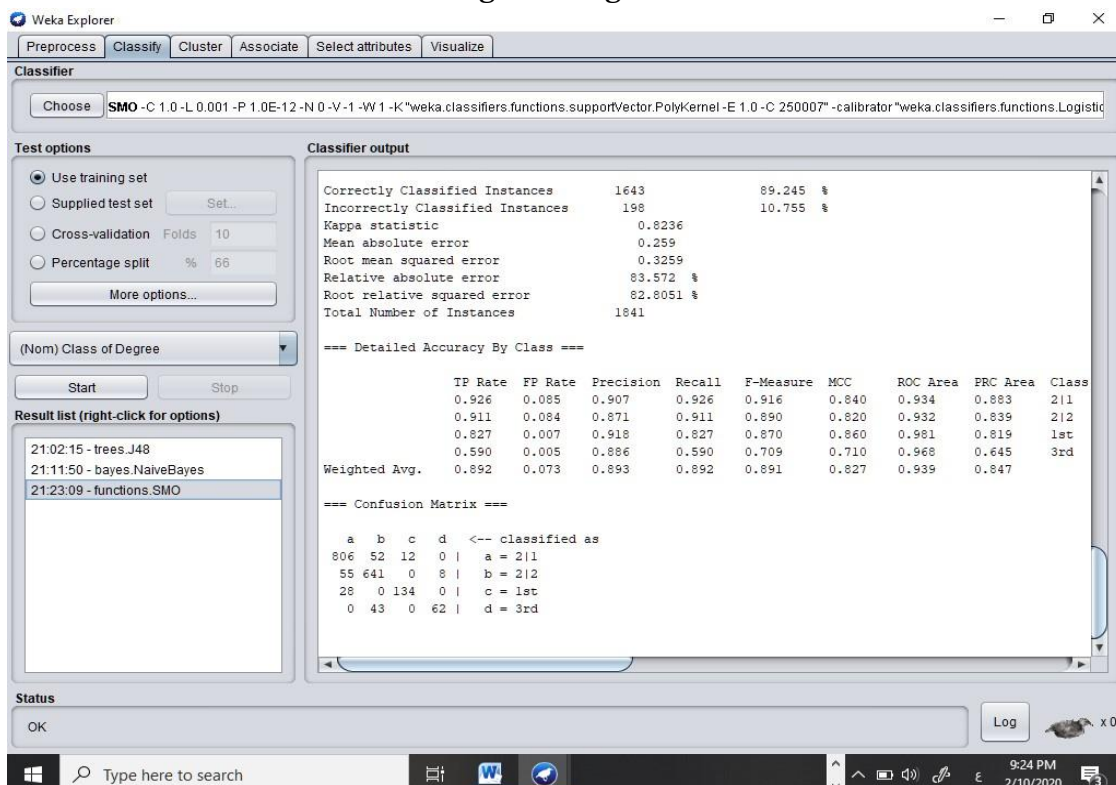 Weka Explorer
Preprocess Classify Cluster Associate Select attributes Visualize
Classifier
Choose SMO -C 1.0 -L 0.001 -P 1.0E-12 -N 0 -V -1 -W 1 -K "weka.classifiers.functions.supportVector.PolyKernel -E 1.0 -C 250007" -calibrator "weka.classifiers.functions.Logistic
Test options
Use training set
Supplied test set Set...
Cross-validation Folds 10
Percentage split % 66
More options...
(Nom) Class of Degree
Start Stop
Result list (right-click for options)
21:02:15 - trees.J48
21:11:50 - bayes.NaiveBayes
21:23:09 - functions.SMO
Classifier output
Correctly Classified Instances 1643 89.245 %
Incorrectly Classified Instances 198 10.755 %
Kappa statistic 0.8236
Mean absolute error 0.259
Root mean squared error 0.3259
Relative absolute error 83.572 %
Root relative squared error 82.8051 %
Total Number of Instances 1841
=== Detailed Accuracy By Class ===
TP Rate FP Rate Precision Recall F-Measure MCC ROC Area PRC Area Class
0.926 0.085 0.907 0.926 0.916 0.840 0.934 0.883 2|1
0.911 0.084 0.871 0.911 0.890 0.820 0.932 0.839 2|2
0.827 0.007 0.918 0.827 0.870 0.860 0.981 0.819 1st
0.590 0.005 0.886 0.590 0.709 0.710 0.968 0.645 3rd
Weighted Avg. 0.892 0.073 0.893 0.892 0.891 0.827 0.939 0.847
=== Confusion Matrix ===
a b c d <-- classified as
806 52 12 0 | a = 2|1
55 641 0 8 | b = 2|2
28 0 134 0 | c = 1st
0 43 0 62 | d = 3rd
Status
OK
Log x 0
Type here to search
9:24 PM
2/10/2020
3